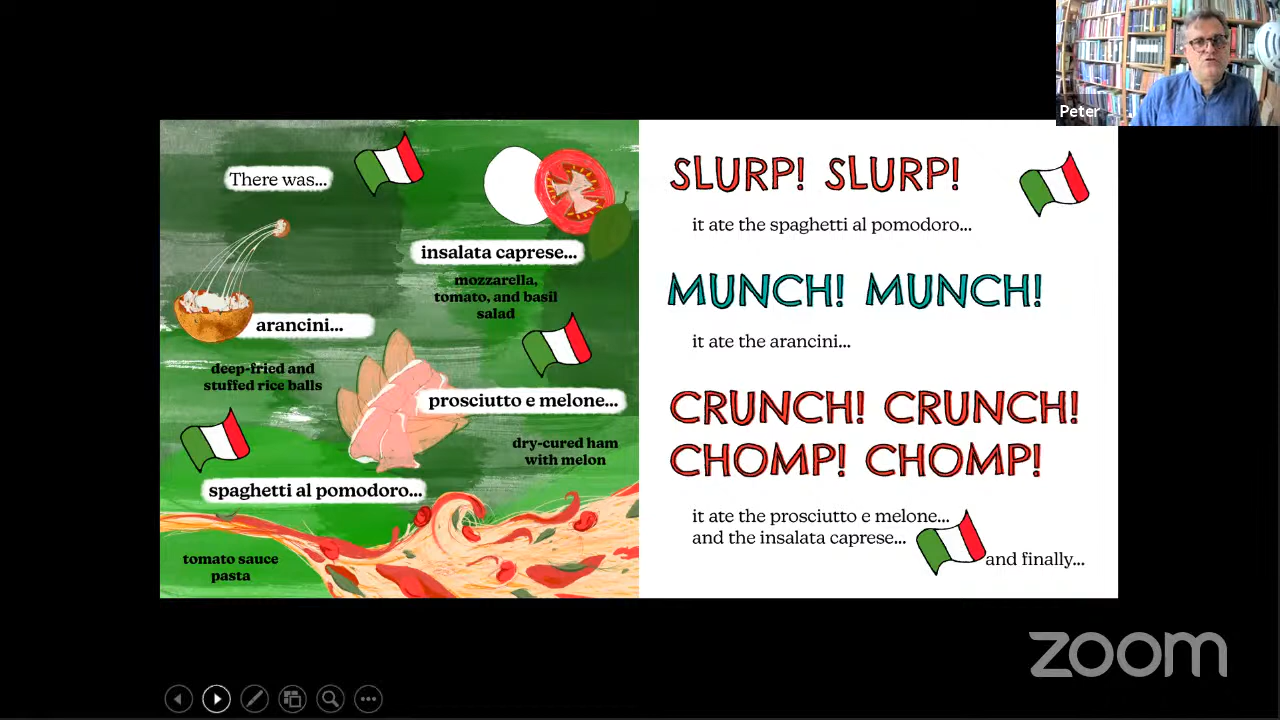 Peter
There was...
insalata caprese...
mozzarella,
tomato, and basil
salad
arancini...
deep-fried and
stuffed rice balls
prosciutto e melone...
dry-cured ham
with melon
spaghetti al pomodoro...
tomato sauce
pasta
SLURP! SLURP!
it ate the spaghetti al pomodoro...
MUNCH! MUNCH!
it ate the arancini...
CRUNCH! CRUNCH!
CHOMP! CHOMP!
it ate the prosciutto e melone...
and the insalata caprese...
and finally...
zoom